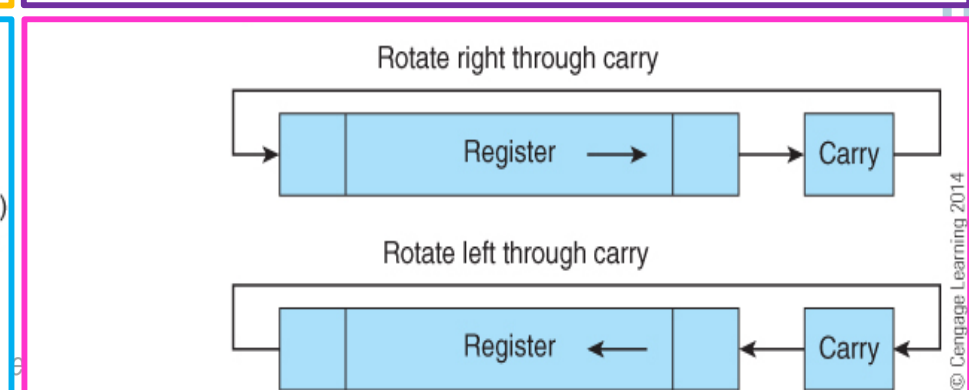 Rotate right through carry
Register
Carry
)
Rotate left through carry
Register
Carry
© Cengage Learning 2014